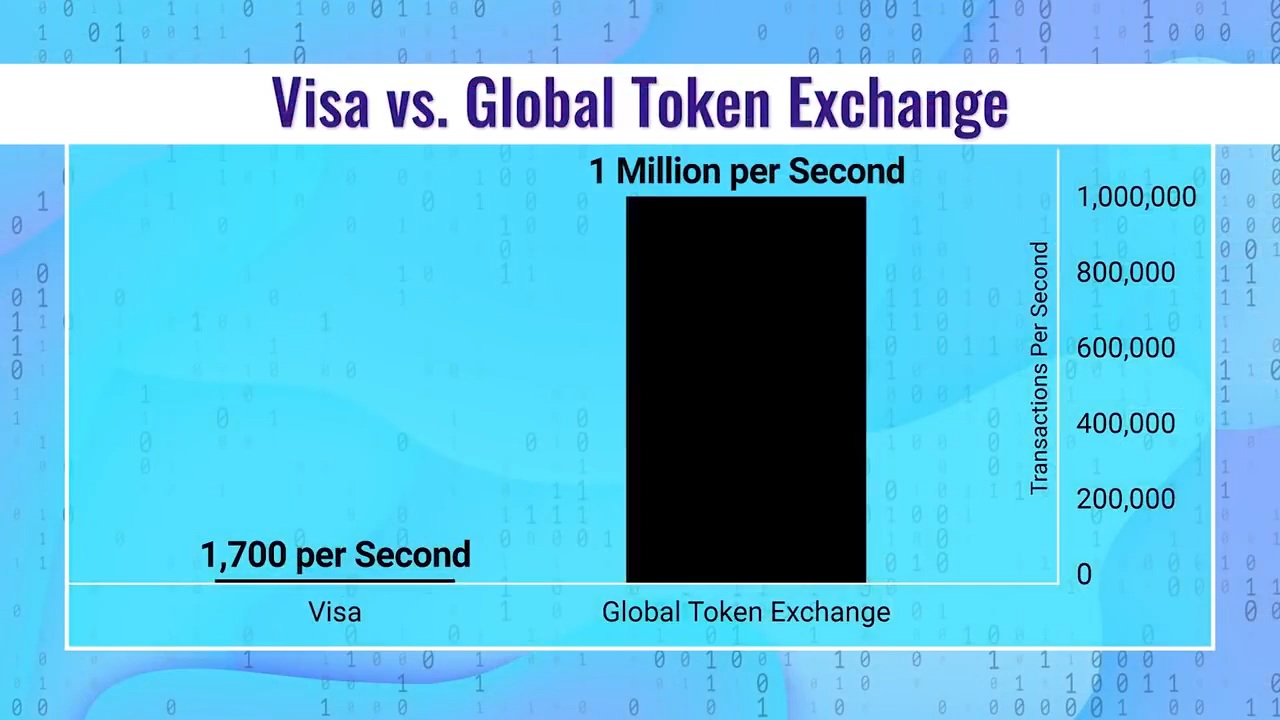 Visa vs. Global Token Exchange
1 Million per Second
1,000,000
800,000
600,000
400,000
200,000
0
Transactions Per Second
1,700 per Second
Visa
Global Token Exchange